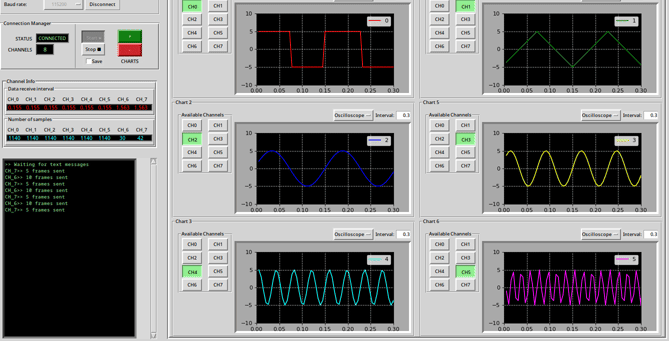 Baud rate:
Disconnect
Connection Manager
STATUS CONNECTED
CHANNELS 8
Stop
Save
CHARTS
Channel Info
Data receive interval
CH_0 CH_1 CH_2 CH_3 CH_4 CH_5 CH_6 CH_7
Number of samples
CH_0 CH_1 CH_2 CH_3 CH_4 CH_5 CH_6 CH_7
1140 1140 1140 1140 1140 1140 30 42
>> Waiting for text messages
CH_7>> 5 frames sent
CH_6>> 10 frames sent
CH_7>> 5 frames sent
CH_6>> 10 frames sent
CH_7>> 5 frames sent
CH_6>> 10 frames sent
CH_7>> 5 frames sent
CH0 CH1
CH2 CH3
CH4 CH5
CH6 CH7
0
10
5
0
−5
−10
0.00 0.05 0.10 0.15 0.20 0.25 0.30
CH0 CH1
CH2 CH3
CH4 CH5
CH6 CH7
1
10
5
0
−5
−10
0.00 0.05 0.10 0.15 0.20 0.25 0.30
Chart 2
Available Channels
Oscilloscope Interval: 0.3
CH0 CH1
CH2 CH3
CH4 CH5
CH6 CH7
2
10
5
0
−5
−10
0.00 0.05 0.10 0.15 0.20 0.25 0.30
Chart 5
Available Channels
Oscilloscope Interval: 0.3
CH0 CH1
CH2 CH3
CH4 CH5
CH6 CH7
3
10
5
0
−5
−10
0.00 0.05 0.10 0.15 0.20 0.25 0.30
Chart 3
Available Channels
Oscilloscope Interval: 0.3
CH0 CH1
CH2 CH3
CH4 CH5
CH6 CH7
4
10
5
0
−5
−10
0.00 0.05 0.10 0.15 0.20 0.25 0.30
Chart 6
Available Channels
Oscilloscope Interval: 0.3
CH0 CH1
CH2 CH3
CH4 CH5
CH6 CH7
5
10
5
0
−5
−10
0.00 0.05 0.10 0.15 0.20 0.25 0.30